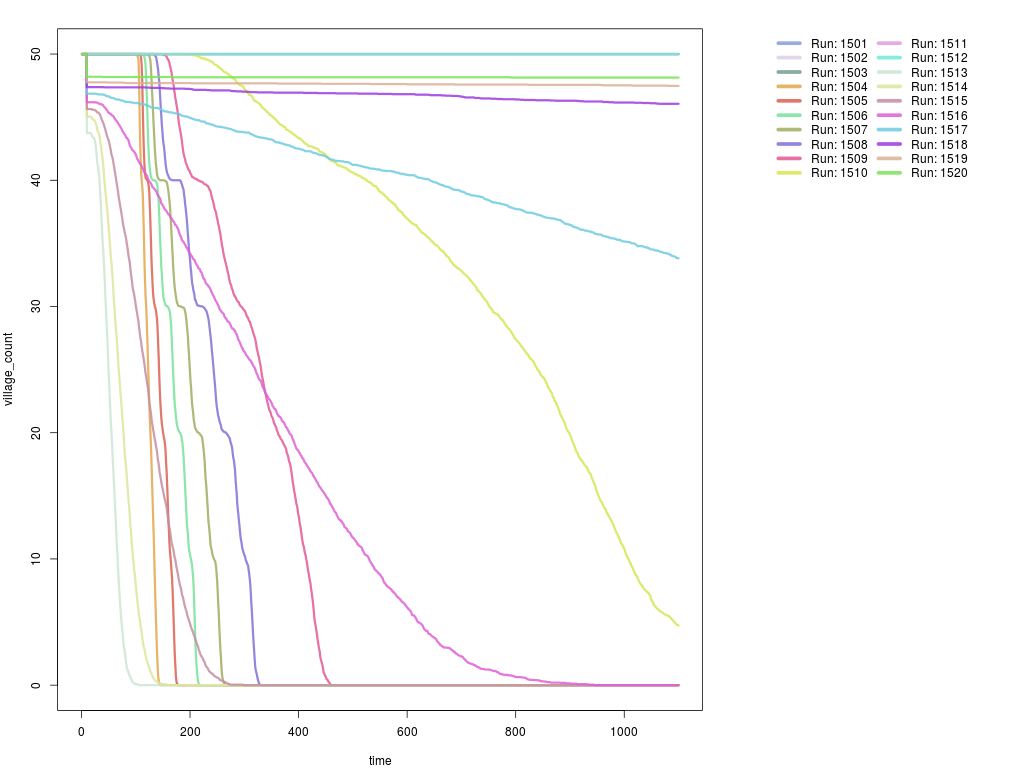 50
40
30
20
10
0
village_count
0 200 400 600 800 1000
time
Run: 1501 Run: 1511
Run: 1502 Run: 1512
Run: 1503 Run: 1513
Run: 1504 Run: 1514
Run: 1505 Run: 1515
Run: 1506 Run: 1516
Run: 1507 Run: 1517
Run: 1508 Run: 1518
Run: 1509 Run: 1519
Run: 1510 Run: 1520